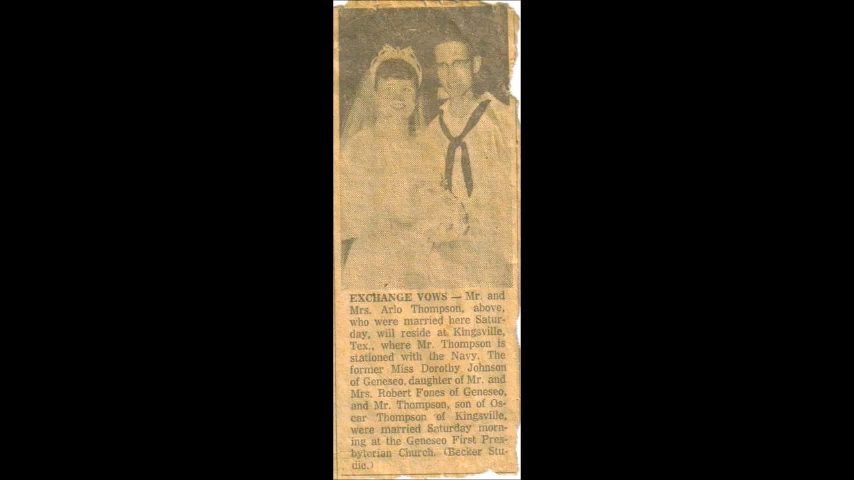 EXCHANGE VOWS — Mr. and
Mrs. Arlo Thompson, above,
who were married here Satur-
day, will reside at Kingsville,
Tex., where Mr. Thompson is
stationed with the Navy. The
former Miss Dorothy Johnson
of Geneseo, daughter of Mr. and
Mrs. Robert Fones of Geneseo,
and Mr. Thompson, son of Os-
car Thompson of Kingsville,
were married Saturday morn-
ing at the Geneseo First Pres-
byterian Church. (Becker Stu-
dio.)